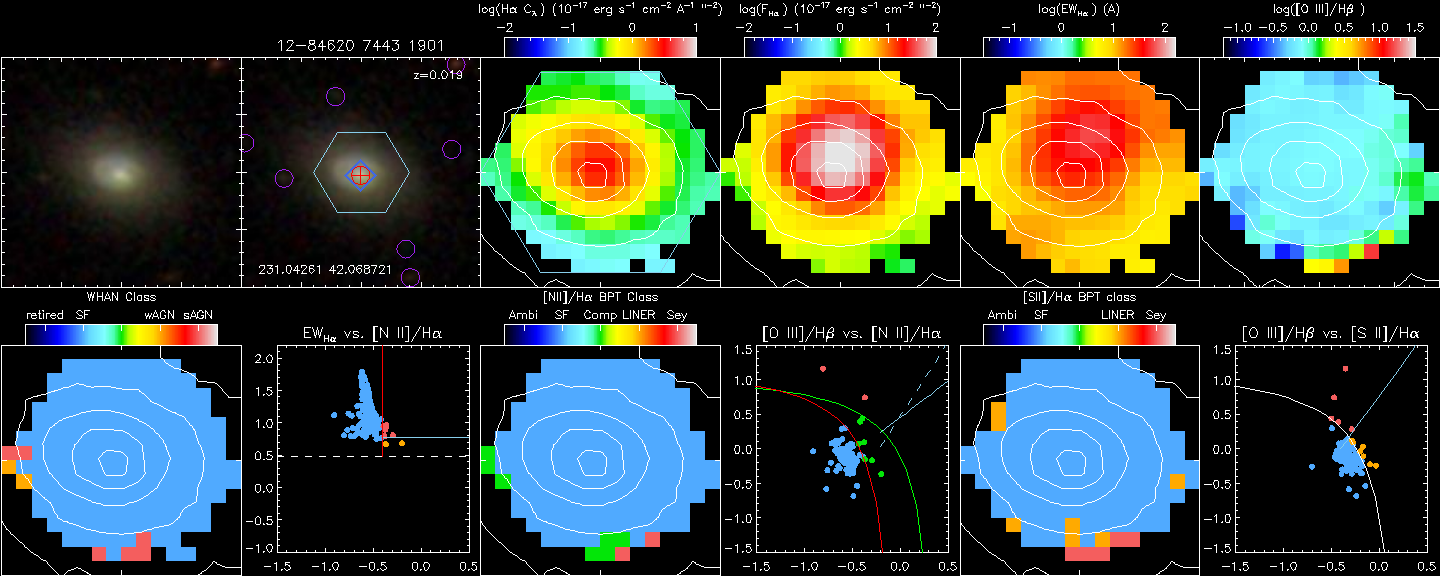 log(Hα Cλ) (10⁻¹⁷ erg s⁻¹ cm⁻² A⁻¹ "⁻²)
log(F Hα) (10⁻¹⁷ erg s⁻¹ cm⁻² "⁻²)
log(EW Hα) (A)
log([O III]/Hβ )
−2 −1 0 1
−2 −1 0 1 2
−1 0 1 2
−1.0 −0.5 0.0 0.5 1.0 1.5
12−84620 7443 1901
z=0.019
231.04261 42.068721
WHAN Class
retired SF wAGN sAGN
EW Hα vs. [N II]/Hα
2.0
1.5
1.0
0.5
0.0
−0.5
−1.0
−1.5 −1.0 −0.5 0.0 0.5
[NII]/Hα BPT Class
Ambi SF Comp LINER Sey
[O III]/Hβ vs. [N II]/Hα
1.5
1.0
0.5
0.0
−0.5
−1.0
−1.5
−1.5 −1.0 −0.5 0.0 0.5
[SII]/Hα BPT class
Ambi SF LINER Sey
[O III]/Hβ vs. [S II]/Hα
1.5
1.0
0.5
0.0
−0.5
−1.0
−1.5
−1.5 −1.0 −0.5 0.0 0.5